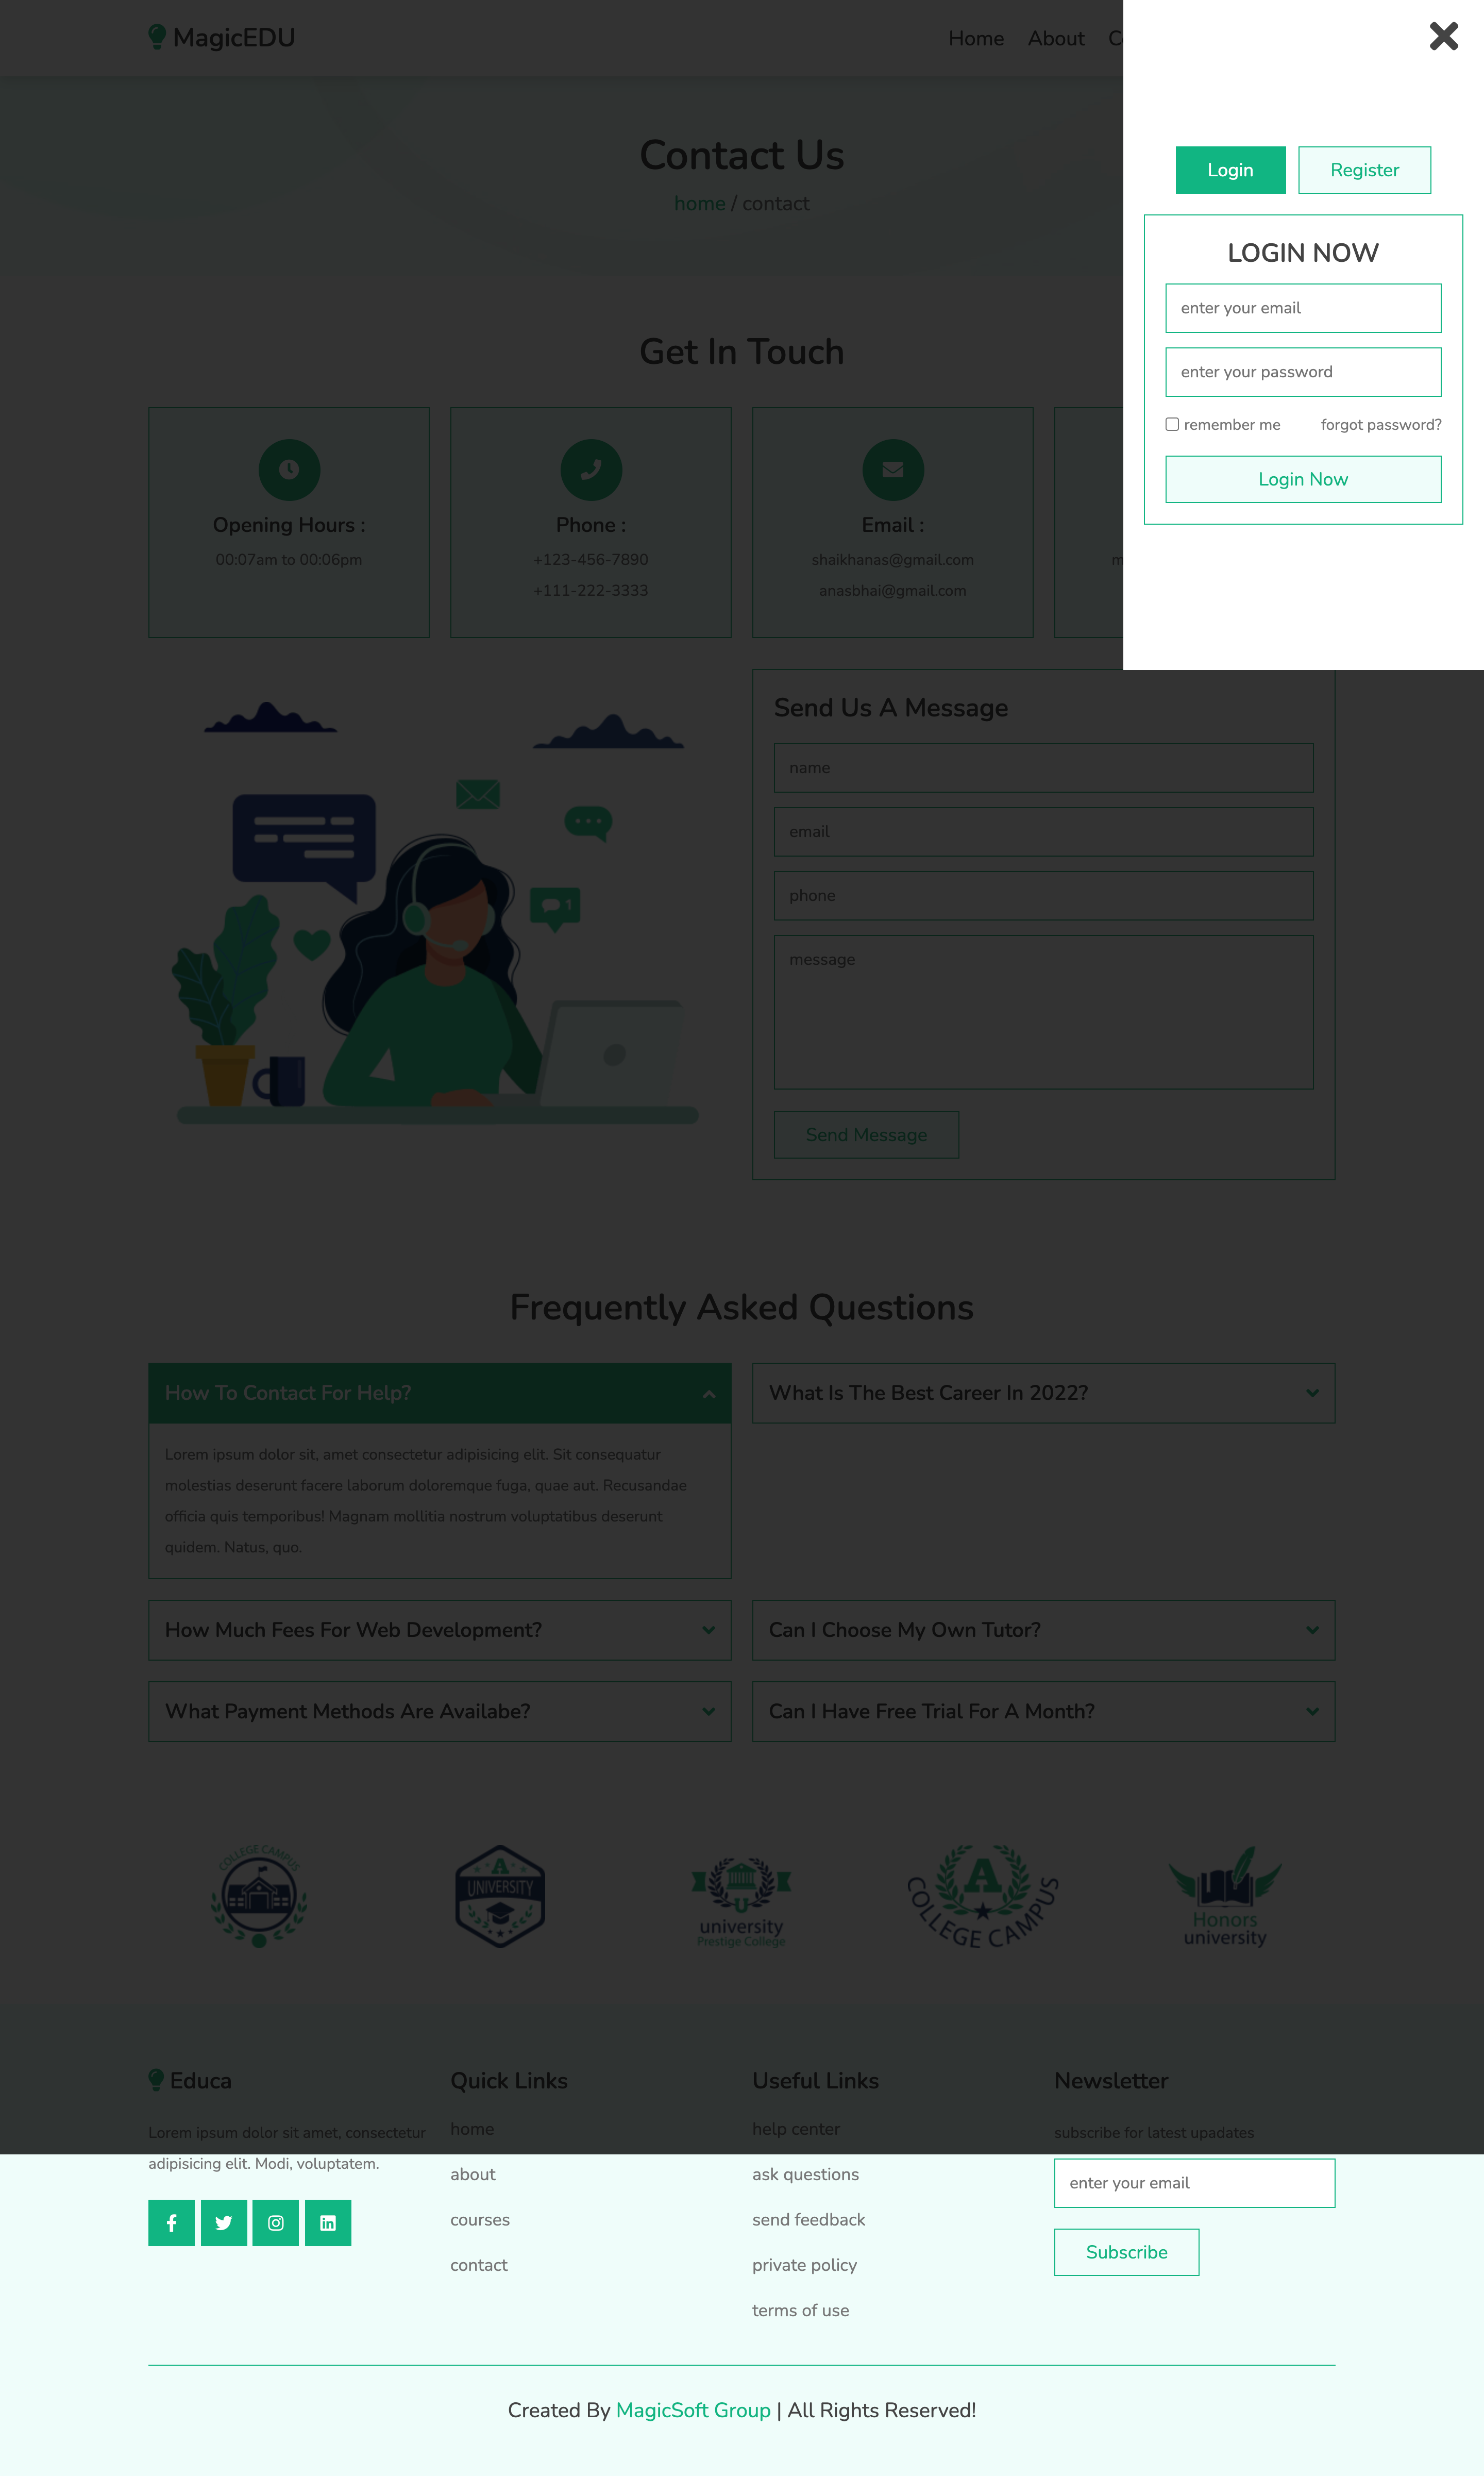 MagicEDU
Home About
Contact Us
home / contact
Login Register
LOGIN NOW
enter your email
enter your password
remember me forgot password?
Login Now
Get In Touch
Opening Hours :
00:07am to 00:06pm
Phone :
+123-456-7890
+111-222-3333
Email :
shaikhanas@gmail.com
anasbhai@gmail.com
Send Us A Message
name
email
phone
message
Send Message
1
Frequently Asked Questions
How To Contact For Help?
Lorem ipsum dolor sit, amet consectetur adipisicing elit. Sit consequatur
molestias deserunt facere laborum doloremque fuga, quae aut. Recusandae
officia quis temporibus! Magnam mollitia nostrum voluptatibus deserunt
quidem. Natus, quo.
What Is The Best Career In 2022?
How Much Fees For Web Development?
Can I Choose My Own Tutor?
What Payment Methods Are Availabe?
Can I Have Free Trial For A Month?
COLLEGE CAMPUS
A
UNIVERSITY
U
university
Prestige College
A
COLLEGE CAMPUS
Honors
university
Educa
Lorem ipsum dolor sit amet, consectetur
adipisicing elit. Modi, voluptatem.
Quick Links
home
about
courses
contact
Useful Links
help center
ask questions
send feedback
private policy
terms of use
Newsletter
subscribe for latest upadates
enter your email
Subscribe
Created By MagicSoft Group | All Rights Reserved!